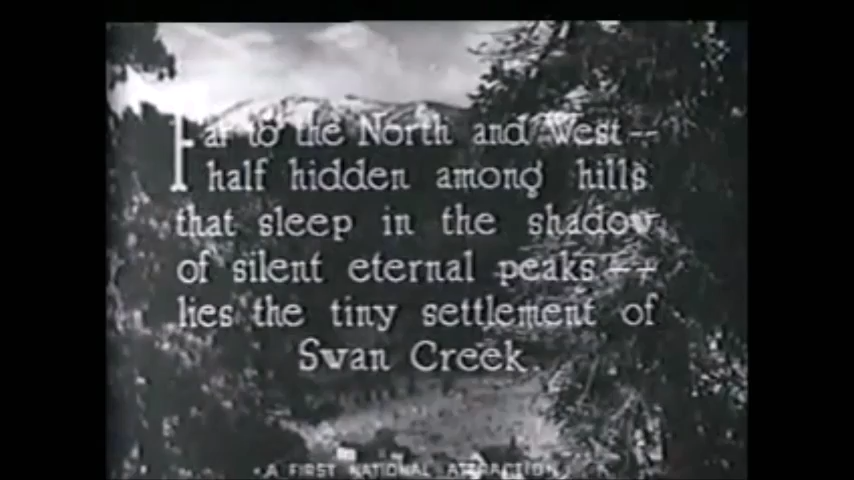 Far to the North and West--
half hidden among hills
that sleep in the shadow
of silent eternal peaks--
lies the tiny settlement of
Swan Creek.
A FIRST NATIONAL ATTRACTION